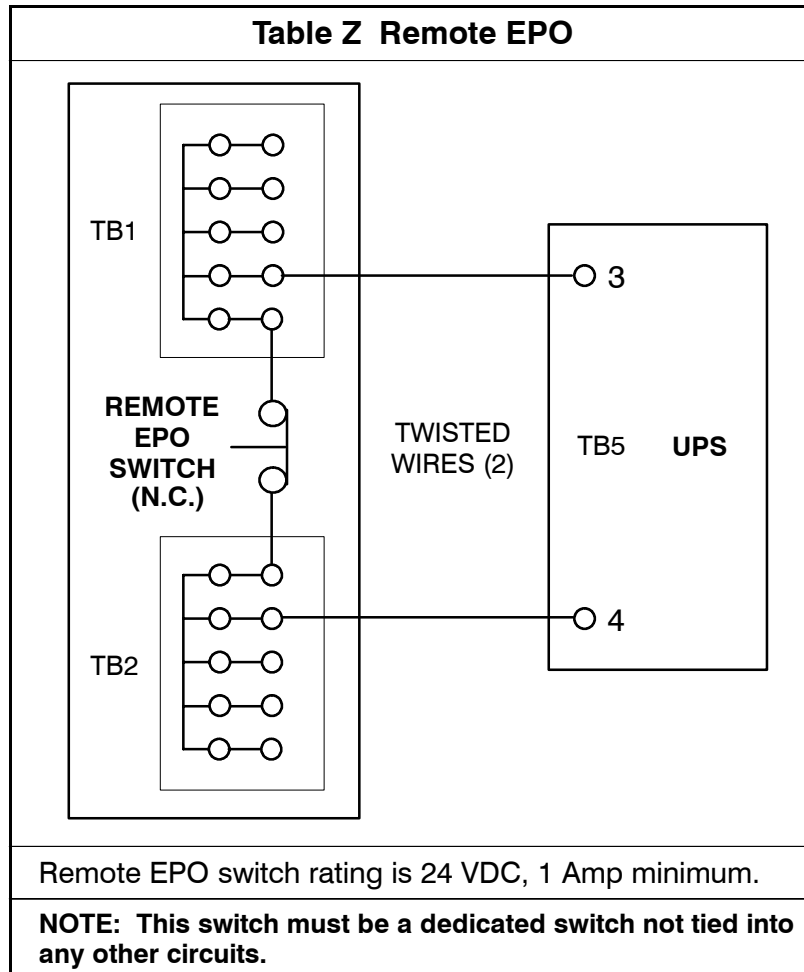 Table Z Remote EPO
TB1
3
REMOTE
EPO
SWITCH
(N.C.)
TWISTED
WIRES (2)
TB5
UPS
4
TB2
Remote EPO switch rating is 24 VDC, 1 Amp minimum.
NOTE: This switch must be a dedicated switch not tied into
any other circuits.